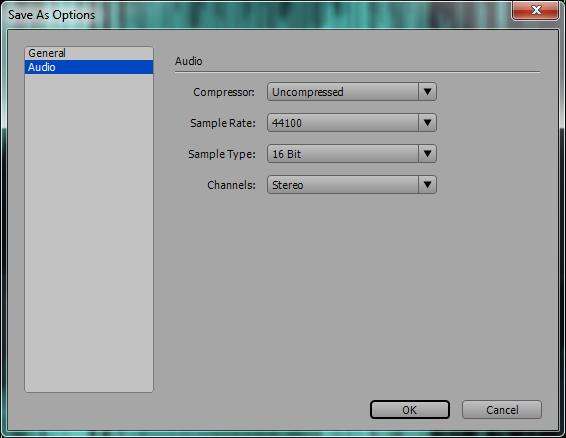 Save As Options
General
Audio
Audio
Compressor: Uncompressed
Sample Rate: 44100
Sample Type: 16 Bit
Channels: Stereo
OK Cancel